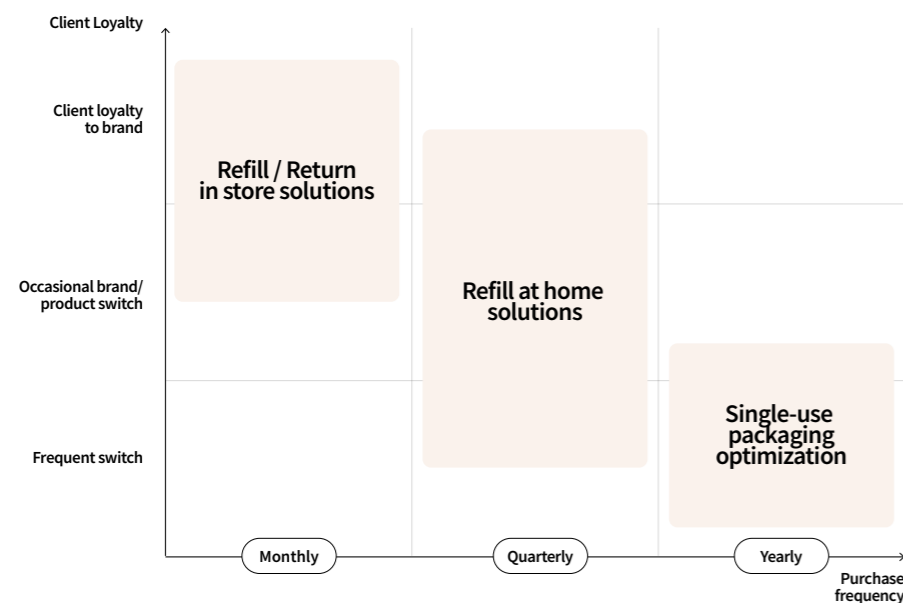 Client Loyalty
Client loyalty
to brand
Refill / Return
in store solutions
Occasional brand/
product switch
Refill at home
solutions
Single-use
packaging
optimization
Frequent switch
Monthly
Quarterly
Yearly
Purchase
frequency